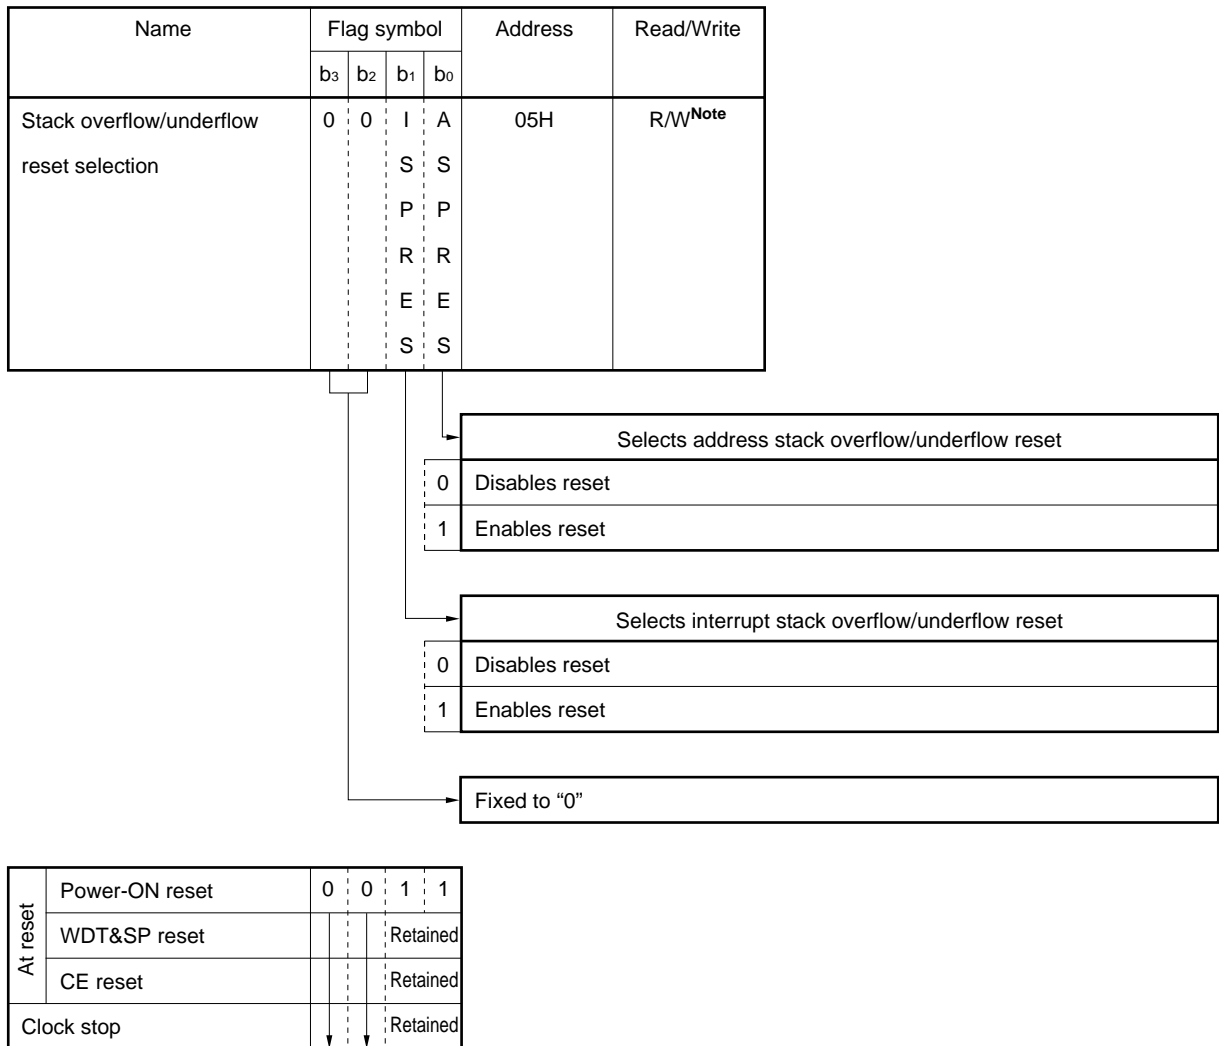 Name Flag symbol Address Read/Write
b3 b2 b1 b0
Stack overflow/underflow 0 0 I A 05H R/WNote
reset selection S S
P P
R R
E E
S S
Selects address stack overflow/underflow reset
0 Disables reset
1 Enables reset
Selects interrupt stack overflow/underflow reset
0 Disables reset
1 Enables reset
Fixed to “0”
At reset
Power-ON reset 0 0 1 1
WDT&SP reset Retained
CE reset Retained
Clock stop Retained